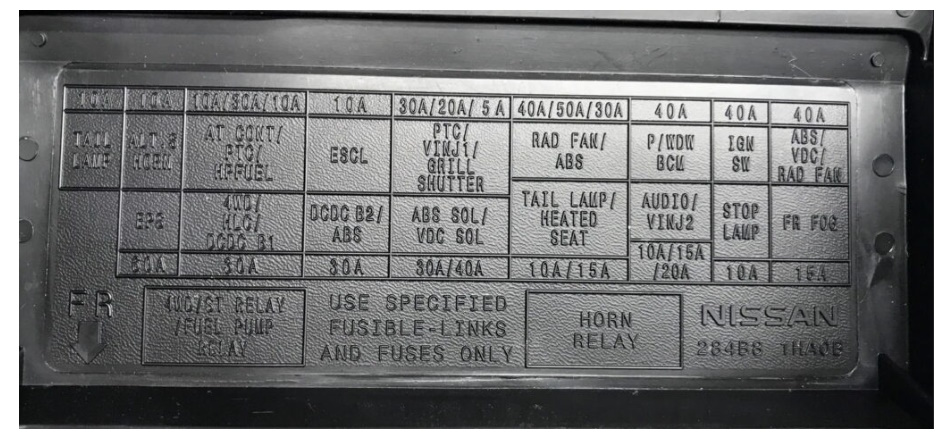 10A 10A 10A/30A/10A 10A 30A/20A/ 5A 40A/50A/30A 40A 40A 40A
TAIL LAMP
ALT.S HORN
AT CONT/
PTC/
HPFUEL
ESCL
PTC/
VINJ1/
GRILL
SHUTTER
RAD FAN/
ABS
P/WDW
BCM
IGN
SW
ABS/
VDC/
RAD FAN
EPS
4WD/
HLC/
DCDC B1
DCDC B2/
ABS
ABS SOL/
VDC SOL
TAIL LAMP/
HEATED
SEAT
AUDIO/
VINJ2
STOP
LAMP
FR FOG
30A 30A 30A 30A/40A 10A/15A 10A/15A
/20A 10A 15A
FR
4WD/ST RELAY
/FUEL PUMP
RELAY
USE SPECIFIED
FUSIBLE-LINKS
AND FUSES ONLY
HORN
RELAY
NISSAN
284B8